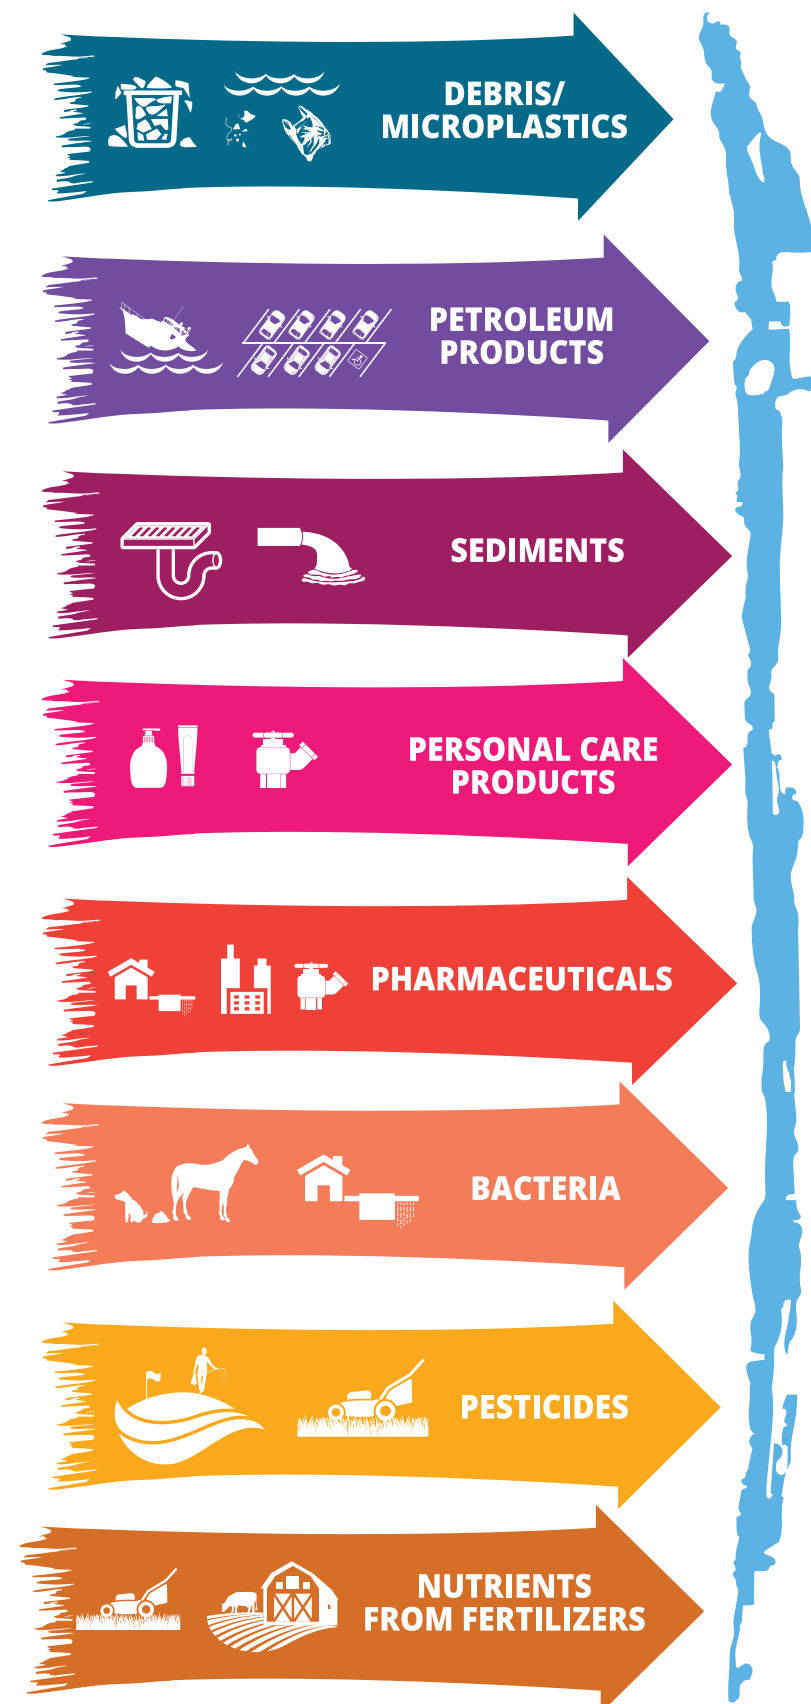 DEBRIS/
MICROPLASTICS
PETROLEUM
PRODUCTS
SEDIMENTS
PERSONAL CARE
PRODUCTS
PHARMACEUTICALS
BACTERIA
PESTICIDES
NUTRIENTS
FROM FERTILIZERS